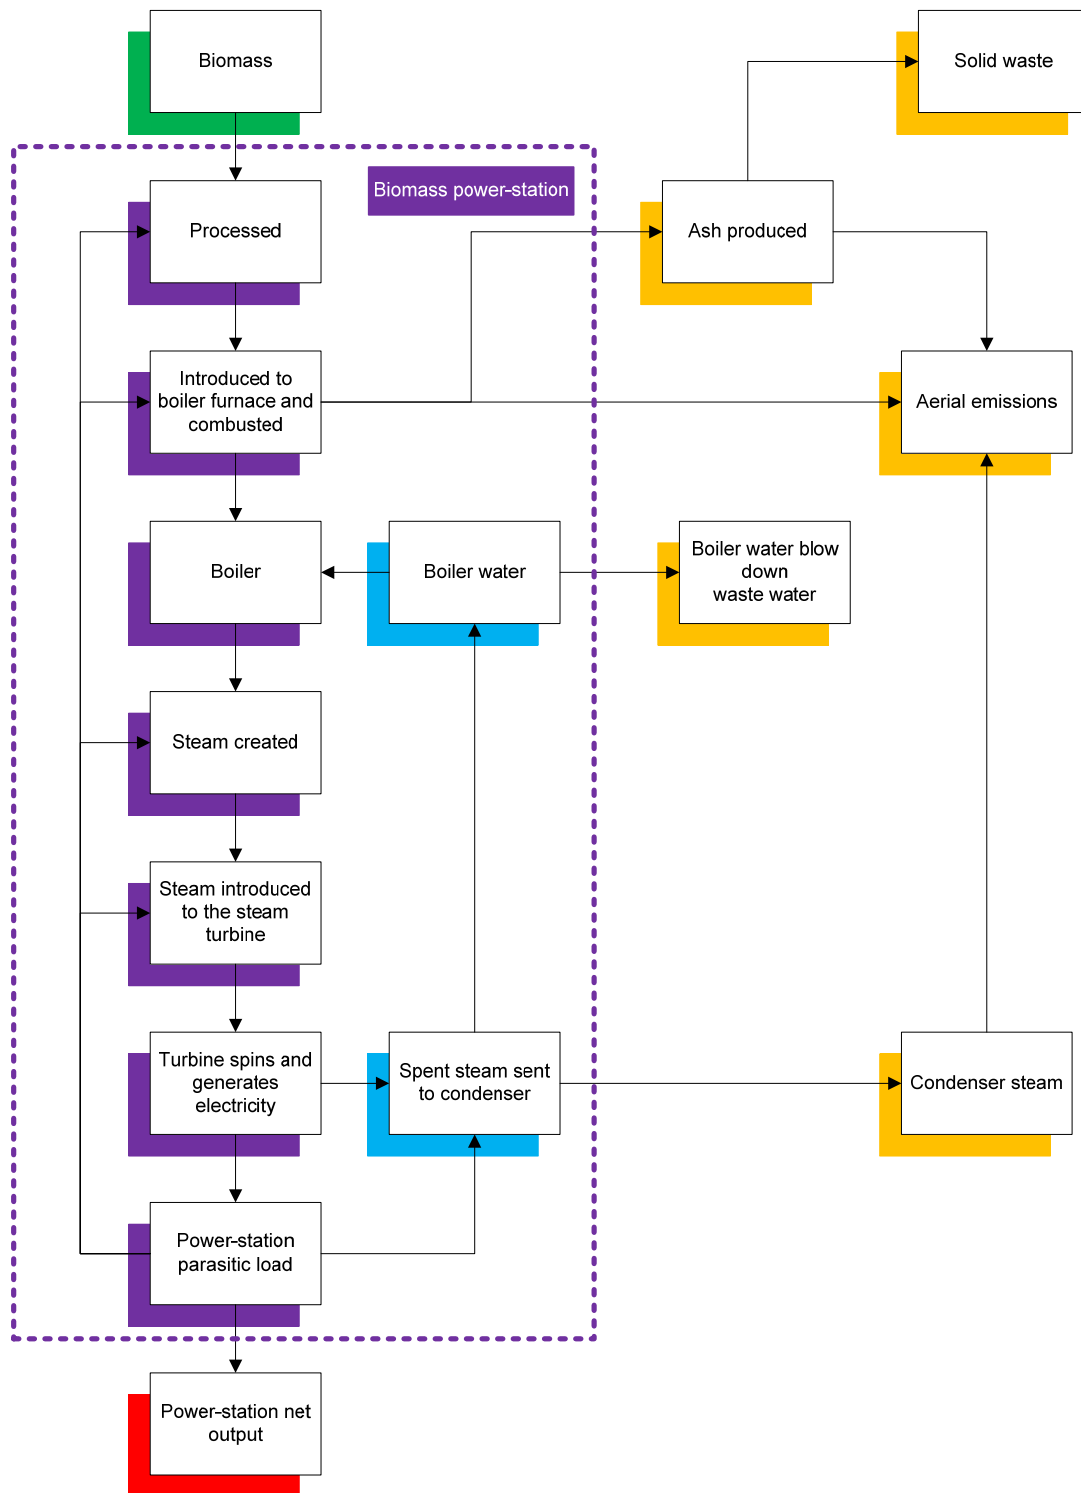 Biomass
Solid waste
Biomass power-station
Processed
Ash produced
Introduced to
boiler furnace and
combusted
Aerial emissions
Boiler
Boiler water
Boiler water blow
down
waste water
Steam created
Steam introduced
to the steam
turbine
Turbine spins and
generates
electricity
Spent steam sent
to condenser
Condenser steam
Power-station
parasitic load
Power-station net
output